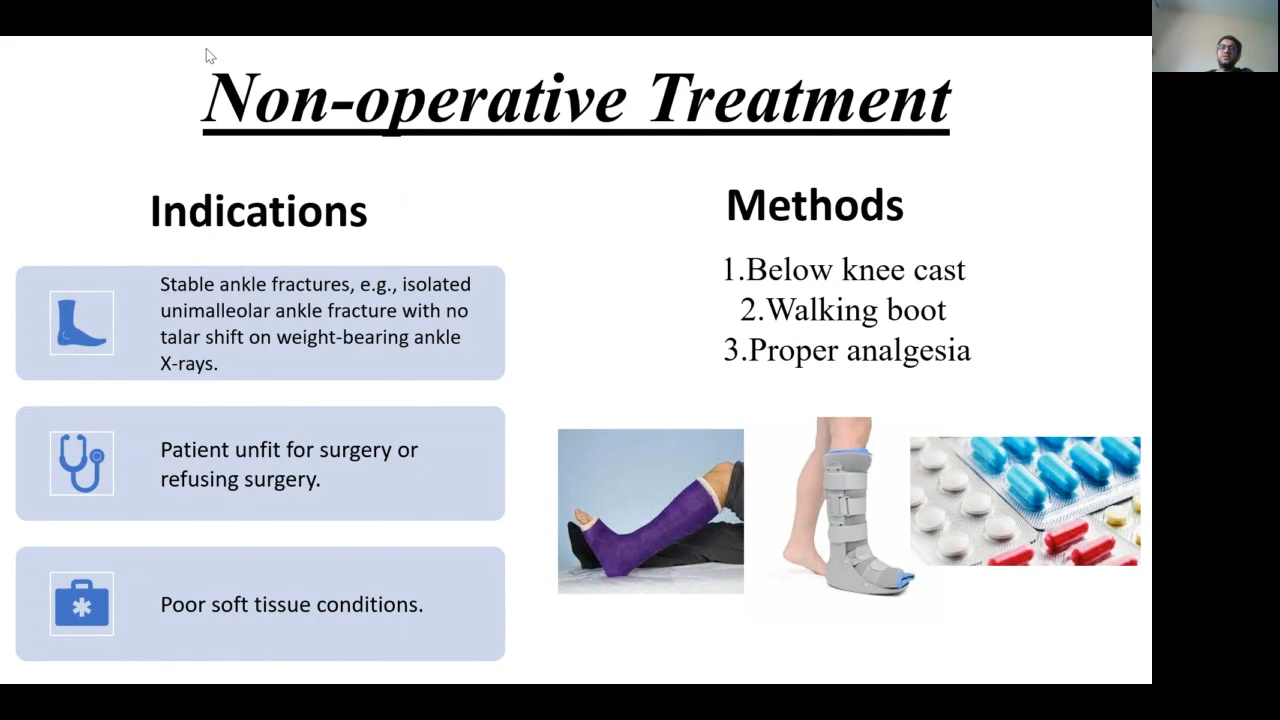 Non-operative Treatment
Indications
Stable ankle fractures, e.g., isolated
unimalleolar ankle fracture with no
talar shift on weight-bearing ankle
X-rays.
Patient unfit for surgery or
refusing surgery.
Poor soft tissue conditions.
Methods
1.Below knee cast
2.Walking boot
3.Proper analgesia